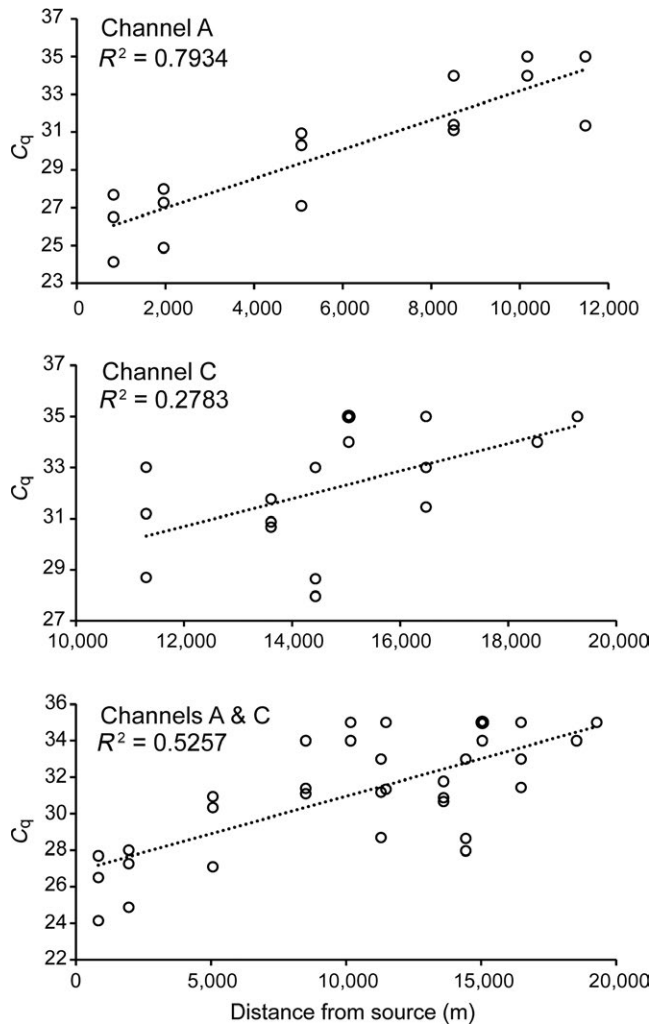 37
Channel A
R² = 0.7934
35
33
31
Cq
29
27
25
23
0 2,000 4,000 6,000 8,000 10,000 12,000
37
Channel C
R² = 0.2783
35
33
Cq
31
29
27
10,000 12,000 14,000 16,000 18,000 20,000
36
Channels A & C
34
R² = 0.5257
32
30
Cq
28
26
24
22
0 5,000 10,000 15,000 20,000
Distance from source (m)